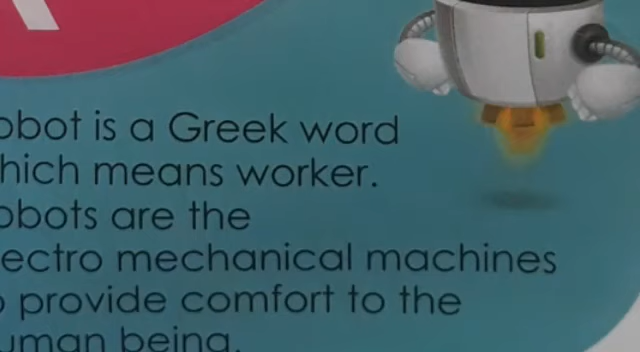 obot is a Greek word
hich means worker.
obots are the
ectro mechanical machines
o provide comfort to the
uman being.